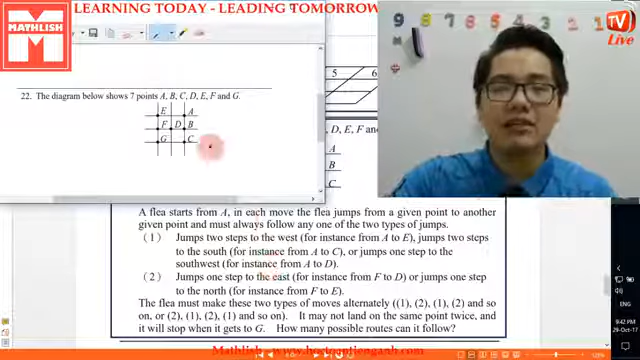 MATHLISH
LEARNING TODAY - LEADING TOMORROW
TV
Live
9 8 7 6 5 4 3 2 1 1
22. The diagram below shows 7 points A, B, C, D, E, F and G.
E A
F D B
G C
5 6
, D, E, F and
A
B
C
A flea starts from A, in each move the flea jumps from a given point to another
given point and must always follow any one of the two types of jumps.
(1) Jumps two steps to the west (for instance from A to E), jumps two steps
to the south (for instance from A to C), or jumps one step to the
southwest (for instance from A to D).
(2) Jumps one step to the east (for instance from F to D) or jumps one step
to the north (for instance from F to E).
The flea must make these two types of moves alternately ((1), (2), (1), (2) and so
on, or (2), (1), (2), (1) and so on). It may not land on the same point twice, and
it will stop when it gets to G. How many possible routes can it follow?
9:42 PM
29-Oct-17
Mathlish - www.hoctoantienganh.com
125%